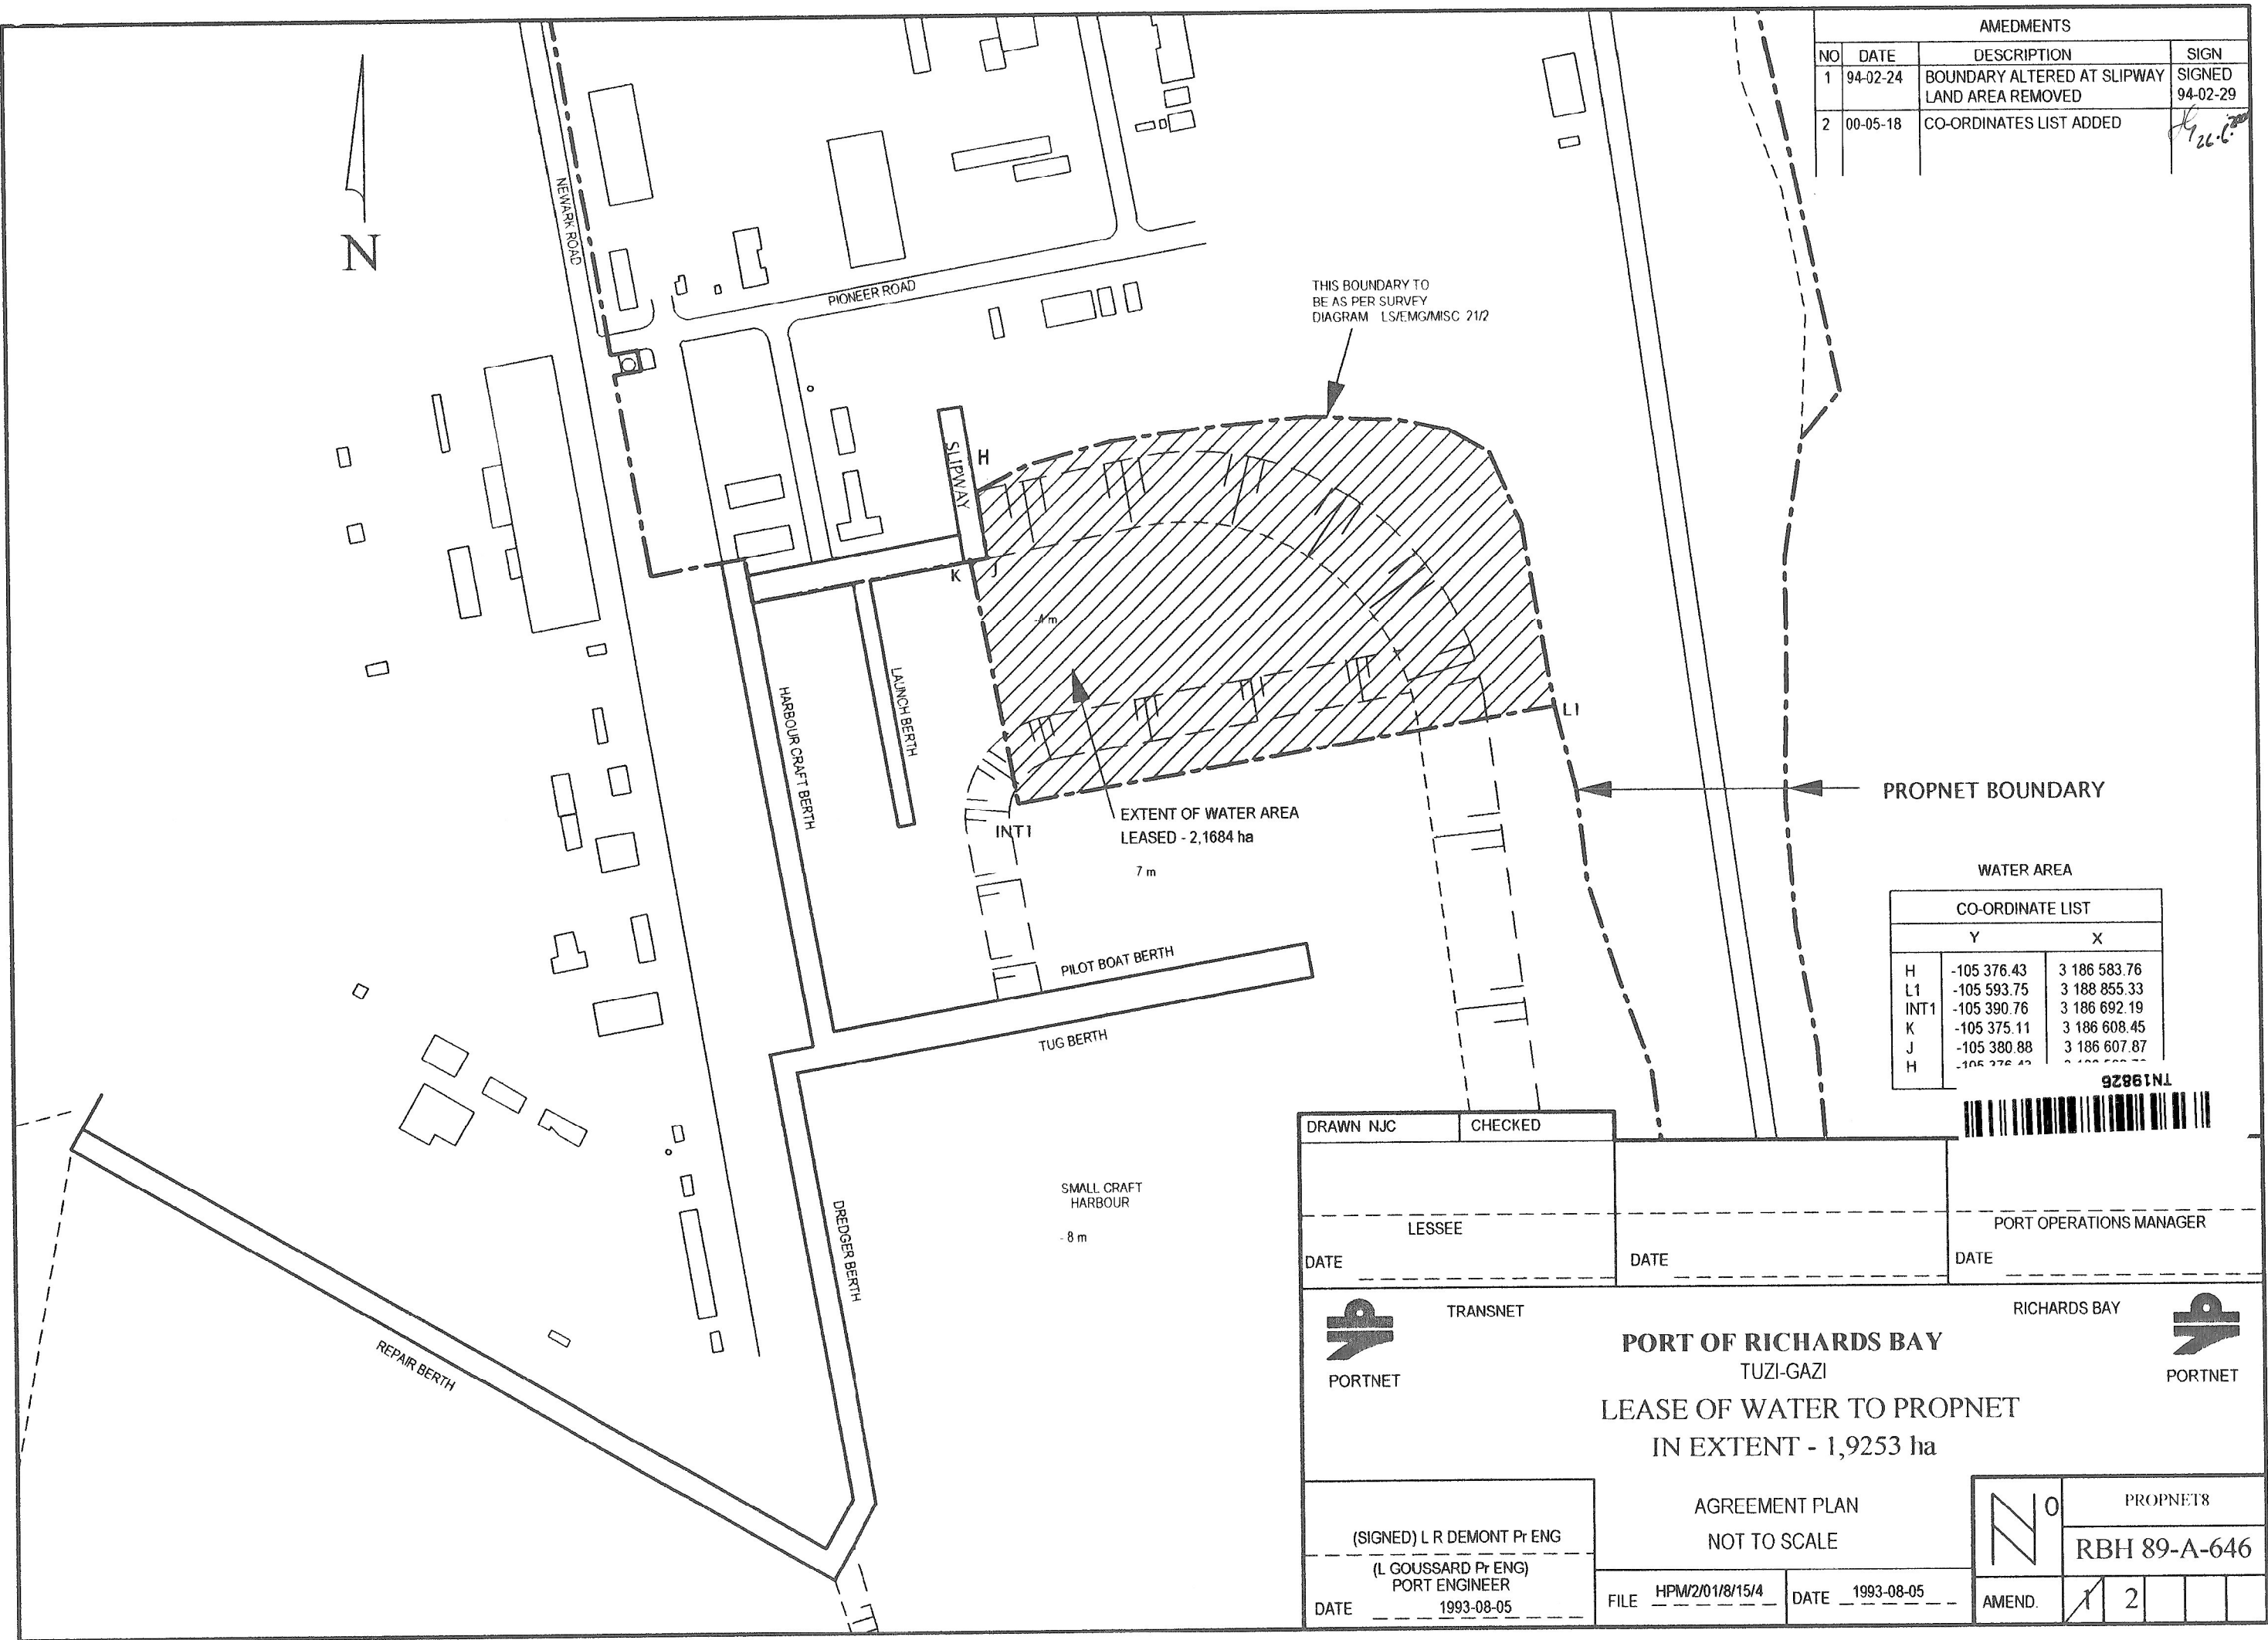 AMEDMENTS
NO DATE DESCRIPTION SIGN
1 94-02-24 BOUNDARY ALTERED AT SLIPWAY SIGNED
LAND AREA REMOVED 94-02-29
2 00-05-18 CO-ORDINATES LIST ADDED
N
NEWARK ROAD
PIONEER ROAD
THIS BOUNDARY TO
BE AS PER SURVEY
DIAGRAM LS/EMG/MISC 21/2
SLIPWAY
H
K
J
-4 m
L1
HARBOUR CRAFT BERTH
LAUNCH BERTH
INT1
EXTENT OF WATER AREA
LEASED - 2,1684 ha
7 m
PROPNET BOUNDARY
PILOT BOAT BERTH
TUG BERTH
WATER AREA
CO-ORDINATE LIST
Y X
H -105 376.43 3 186 583.76
L1 -105 593.75 3 188 855.33
INT1 -105 390.76 3 186 692.19
K -105 375.11 3 186 608.45
J -105 380.88 3 186 607.87
H
TN19826
SMALL CRAFT
HARBOUR
- 8 m
DREDGER BERTH
REPAIR BERTH
DRAWN NJC CHECKED
LESSEE
PORT OPERATIONS MANAGER
DATE DATE DATE
TRANSNET RICHARDS BAY
PORTNET PORTNET
PORT OF RICHARDS BAY
TUZI-GAZI
LEASE OF WATER TO PROPNET
IN EXTENT - 1,9253 ha
AGREEMENT PLAN
NOT TO SCALE
(SIGNED) L R DEMONT Pr ENG
(L GOUSSARD Pr ENG)
PORT ENGINEER
DATE 1993-08-05
FILE HPM/2/01/8/15/4 DATE 1993-08-05
No PROPNET8
RBH 89-A-646
AMEND. 1 2